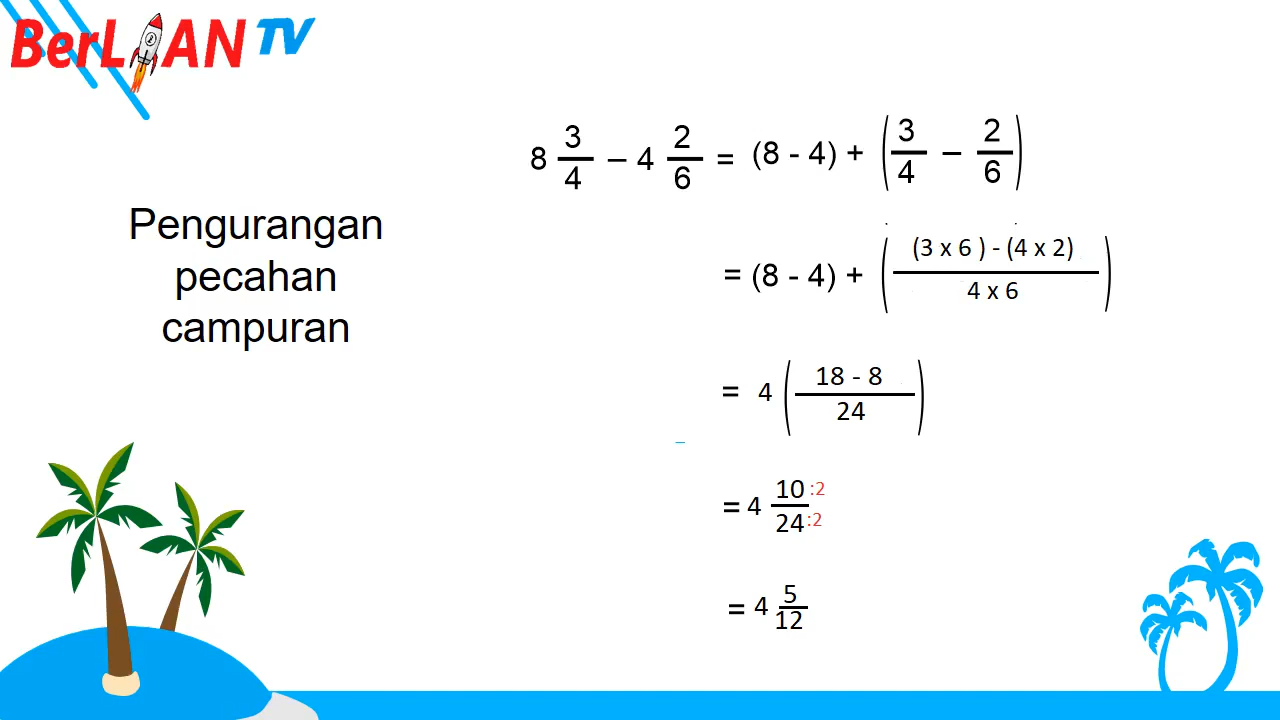 BerLIAN TV
Pengurangan
pecahan
campuran
8 3/4 – 4 2/6 = (8 - 4) + (3/4 – 2/6)
= (8 - 4) + ((3 x 6 ) - (4 x 2) / 4 x 6)
= 4 (18 - 8 / 24)
= 4 10 :2 / 24 :2
= 4 5/12